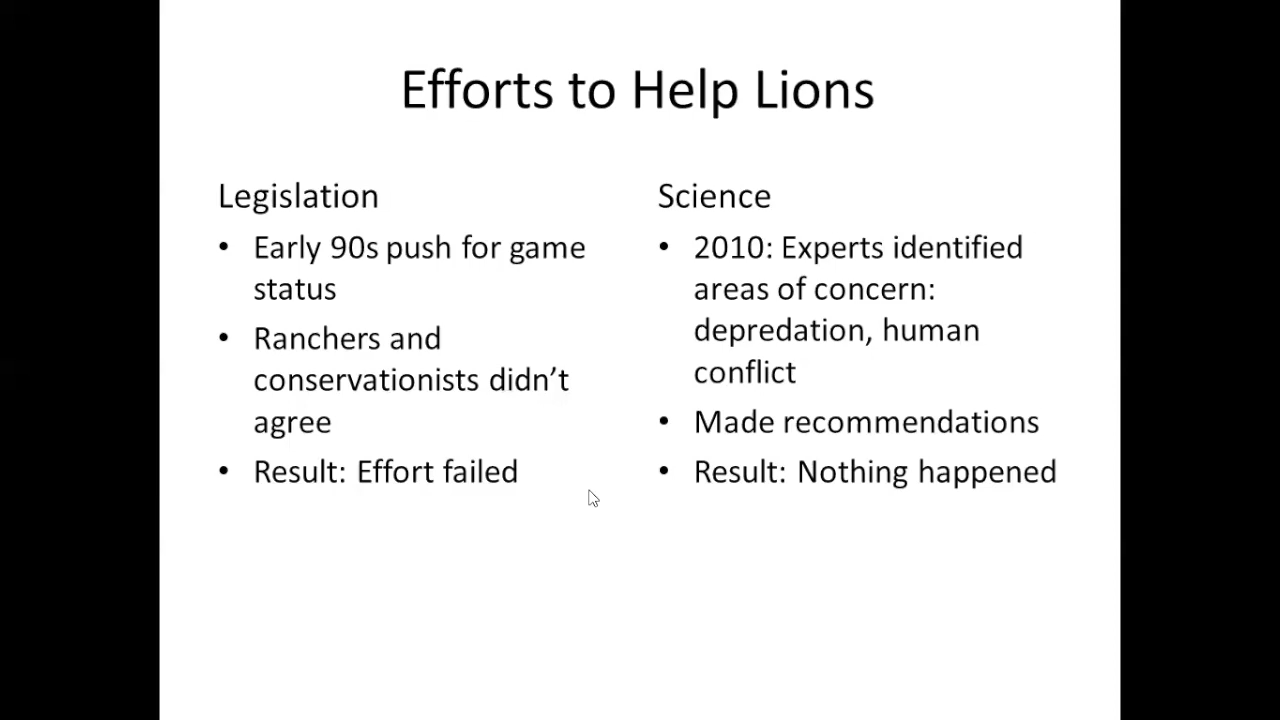 Efforts to Help Lions
Legislation
• Early 90s push for game
status
• Ranchers and
conservationists didn’t
agree
• Result: Effort failed
Science
• 2010: Experts identified
areas of concern:
depredation, human
conflict
• Made recommendations
• Result: Nothing happened